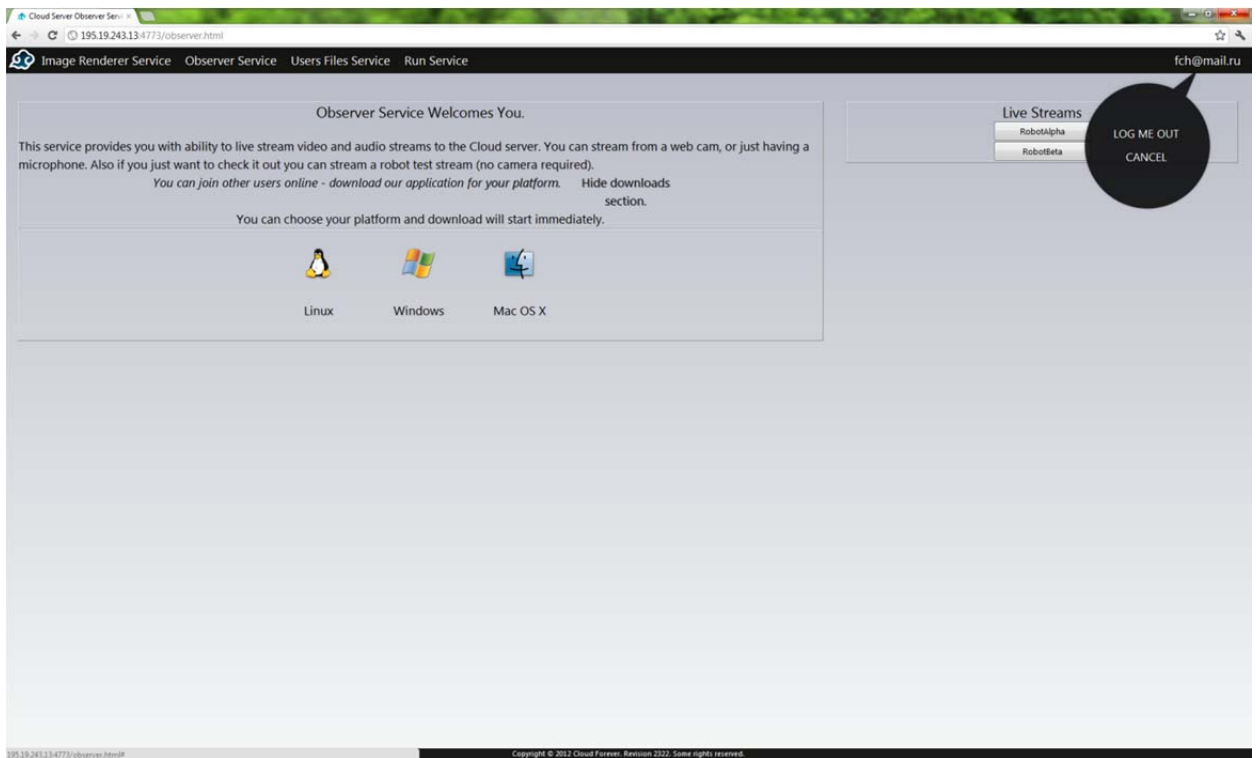 Cloud Server Observer Servi ×
195.19.243.13:4773/observer.html
Image Renderer Service Observer Service Users Files Service Run Service fch@mail.ru
Observer Service Welcomes You.
This service provides you with ability to live stream video and audio streams to the Cloud server. You can stream from a web cam, or just having a
microphone. Also if you just want to check it out you can stream a robot test stream (no camera required).
You can join other users online - download our application for your platform. Hide downloads
section.
You can choose your platform and download will start immediately.
Linux Windows Mac OS X
Live Streams
RobotAlpha
RobotBeta
LOG ME OUT
CANCEL
195.19.243.13:4773/observer.html#
Copyright © 2012 Cloud Forever. Revision 2322. Some rights reserved.